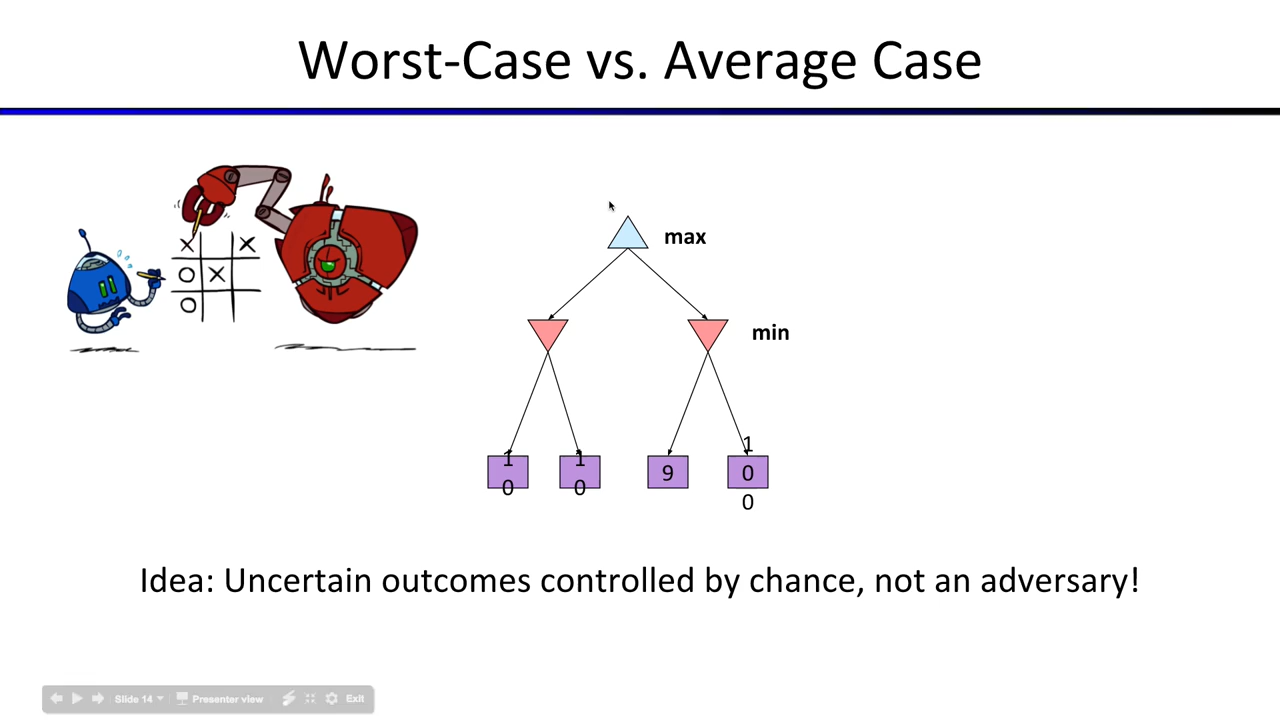 Worst-Case vs. Average Case
X X
O X
O
max
min
10 10 9 100
Idea: Uncertain outcomes controlled by chance, not an adversary!
Slide 14 Presenter view Exit